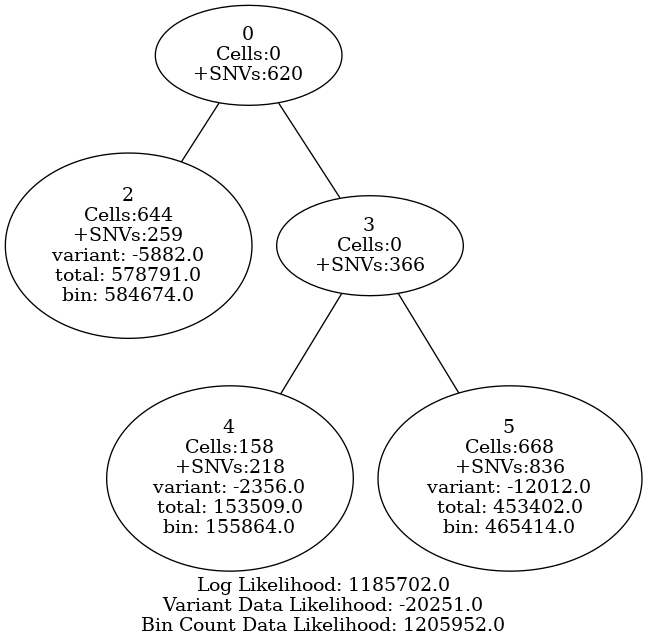 0
Cells:0
+SNVs:620
2
Cells:644
+SNVs:259
variant: -5882.0
total: 578791.0
bin: 584674.0
3
Cells:0
+SNVs:366
4
Cells:158
+SNVs:218
variant: -2356.0
total: 153509.0
bin: 155864.0
5
Cells:668
+SNVs:836
variant: -12012.0
total: 453402.0
bin: 465414.0
Log Likelihood: 1185702.0
Variant Data Likelihood: -20251.0
Bin Count Data Likelihood: 1205952.0